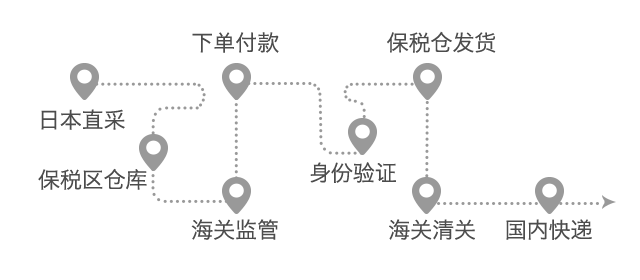 日本直采
保税区仓库
海关监管
下单付款
身份验证
保税仓发货
海关清关
国内快递